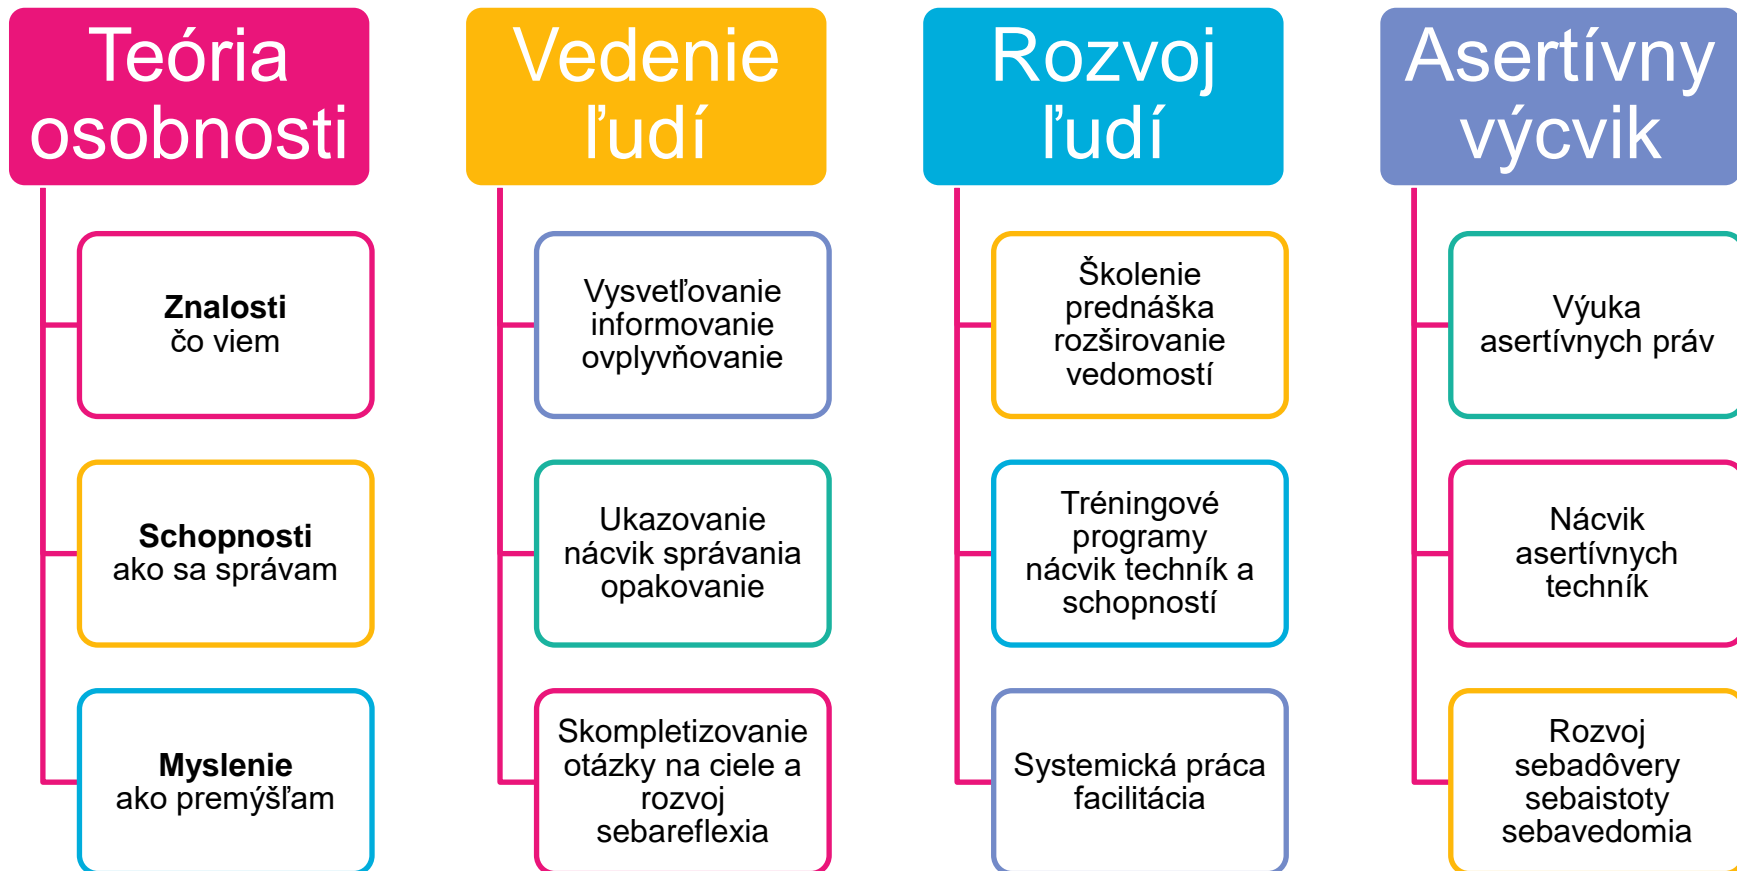 Teória
osobnosti
Znalosti
čo viem
Schopnosti
ako sa správam
Myslenie
ako premýšľam
Vedenie
ľudí
Vysvetľovanie
informovanie
ovplyvňovanie
Ukazovanie
nácvik správania
opakovanie
Skompletizovanie
otázky na ciele a
rozvoj
sebareflexia
Rozvoj
ľudí
Školenie
prednáška
rozširovanie
vedomostí
Tréningové
programy
nácvik techník a
schopností
Systemická práca
facilitácia
Asertívny
výcvik
Výuka
asertívnych práv
Nácvik
asertívnych
techník
Rozvoj
sebadôvery
sebaistoty
sebavedomia